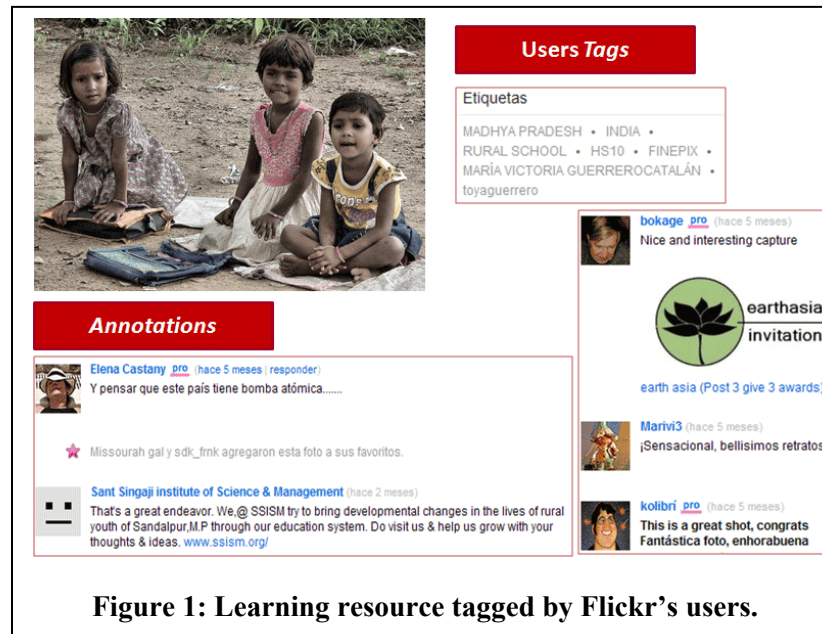 Users Tags
Etiquetas
MADHYA PRADESH • INDIA •
RURAL SCHOOL • HS10 • FINEPIX •
MARÍA VICTORIA GUERREROCATALÁN •
toyaguerrero
bokage pro (hace 5 meses)
Nice and interesting capture
earthasia
invitation
earth asia (Post 3 give 3 awards)
Marivi3 (hace 5 meses)
¡Sensacional, bellisimos retratos
kolibrí pro (hace 5 meses)
This is a great shot, congrats
Fantástica foto, enhorabuena
Annotations
Elena Castany pro (hace 5 meses | responder)
Y pensar que este país tiene bomba atómica.......
Missourah gal y sdk_frnk agregaron esta foto a sus favoritos.
Sant Singaji institute of Science & Management (hace 2 meses)
That's a great endeavor. We,@ SSISM try to bring developmental changes in the lives of rural
youth of Sandalpur,M.P through our education system. Do visit us & help us grow with your
thoughts & ideas. www.ssism.org/
Figure 1: Learning resource tagged by Flickr's users.